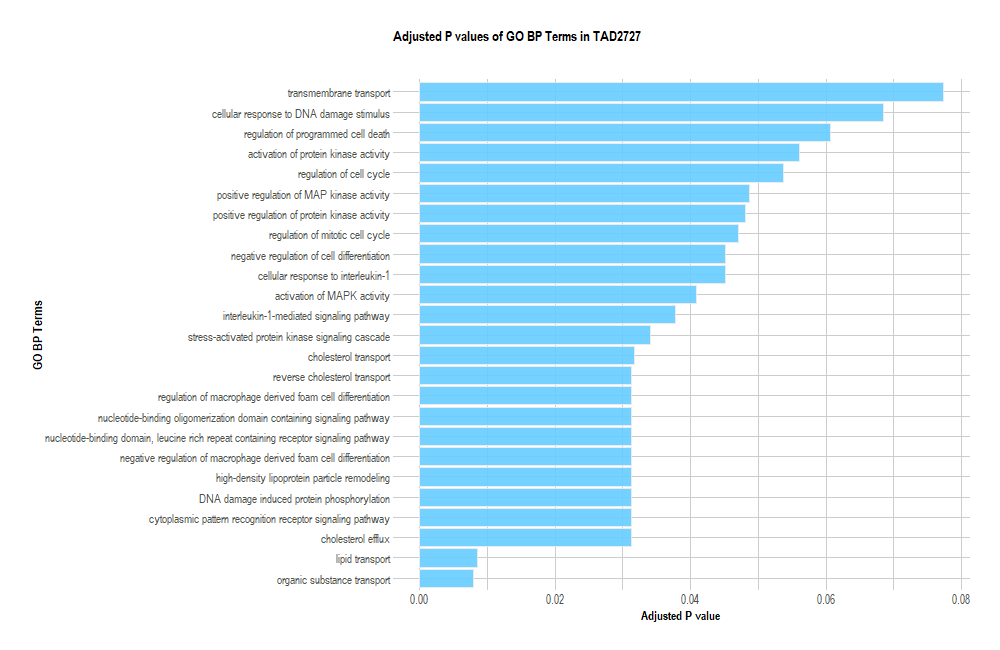 Adjusted P values of GO BP Terms in TAD2727
transmembrane transport
cellular response to DNA damage stimulus
regulation of programmed cell death
activation of protein kinase activity
regulation of cell cycle
positive regulation of MAP kinase activity
positive regulation of protein kinase activity
regulation of mitotic cell cycle
negative regulation of cell differentiation
cellular response to interleukin-1
activation of MAPK activity
interleukin-1-mediated signaling pathway
stress-activated protein kinase signaling cascade
cholesterol transport
reverse cholesterol transport
regulation of macrophage derived foam cell differentiation
nucleotide-binding oligomerization domain containing signaling pathway
nucleotide-binding domain, leucine rich repeat containing receptor signaling pathway
negative regulation of macrophage derived foam cell differentiation
high-density lipoprotein particle remodeling
DNA damage induced protein phosphorylation
cytoplasmic pattern recognition receptor signaling pathway
cholesterol efflux
lipid transport
organic substance transport
GO BP Terms
0.00 0.02 0.04 0.06 0.08
Adjusted P value